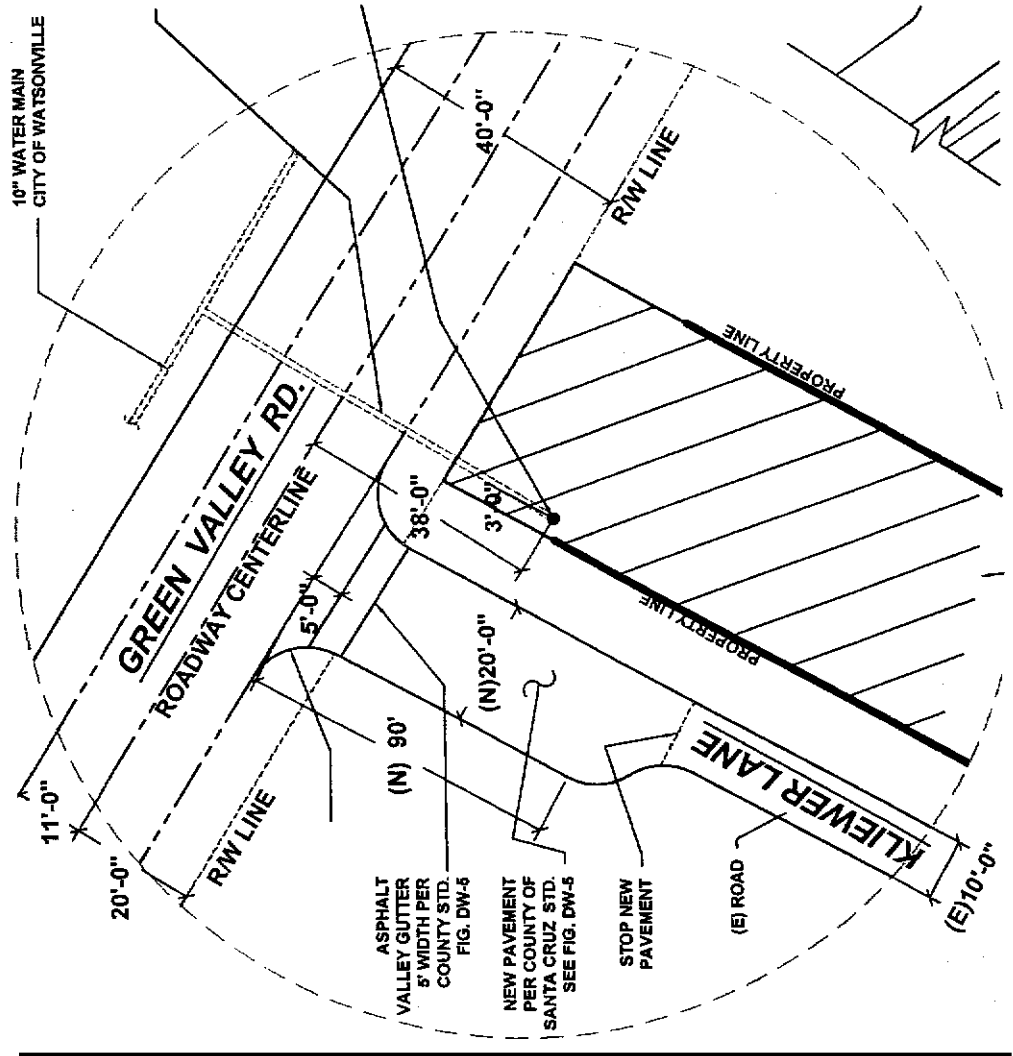 10" WATER MAIN
CITY OF WATSONVILLE
40'-0"
R/W LINE
GREEN VALLEY RD.
ROADWAY CENTERLINE
11'-0"
20'-0"
R/W LINE
5'-0"
38'-0"
3'-0"
PROPERTY LINE
PROPERTY LINE
(N) 90'
(N)20'-0"
ASPHALT
VALLEY GUTTER
5' WIDTH PER
COUNTY STD.
FIG. DW-5
NEW PAVEMENT
PER COUNTY OF
SANTA CRUZ STD.
SEE FIG. DW-5
STOP NEW
PAVEMENT
(E) ROAD
KLIEWER LANE
(E)10'-0"